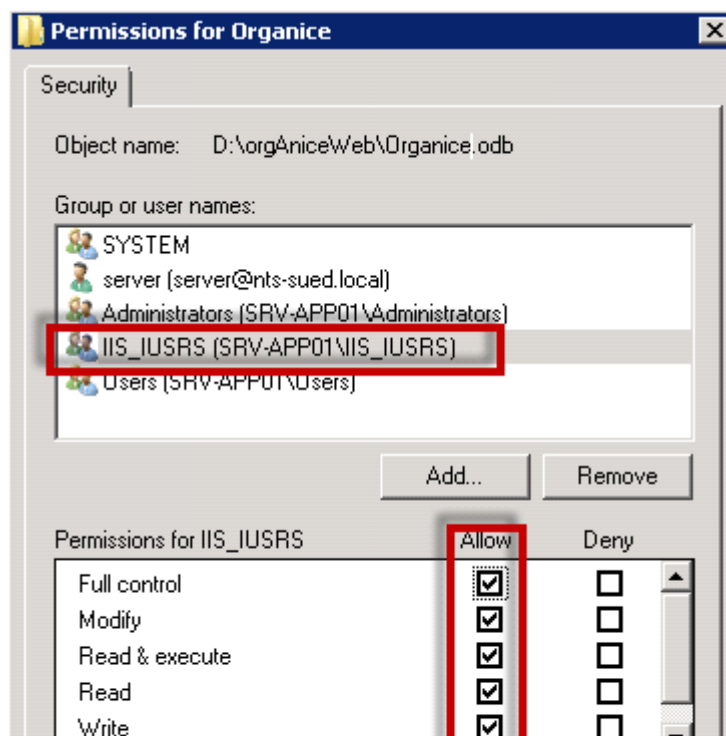 Permissions for Organice
Security
Object name: D:\orgAniceWeb\Organice.odb
Group or user names:
SYSTEM
server (server@nts-sued.local)
Administrators (SRV-APP01\Administrators)
IIS_IUSRS (SRV-APP01\IIS_IUSRS)
Users (SRV-APP01\Users)
Add... Remove
Permissions for IIS_IUSRS Allow Deny
Full control
Modify
Read & execute
Read
Write